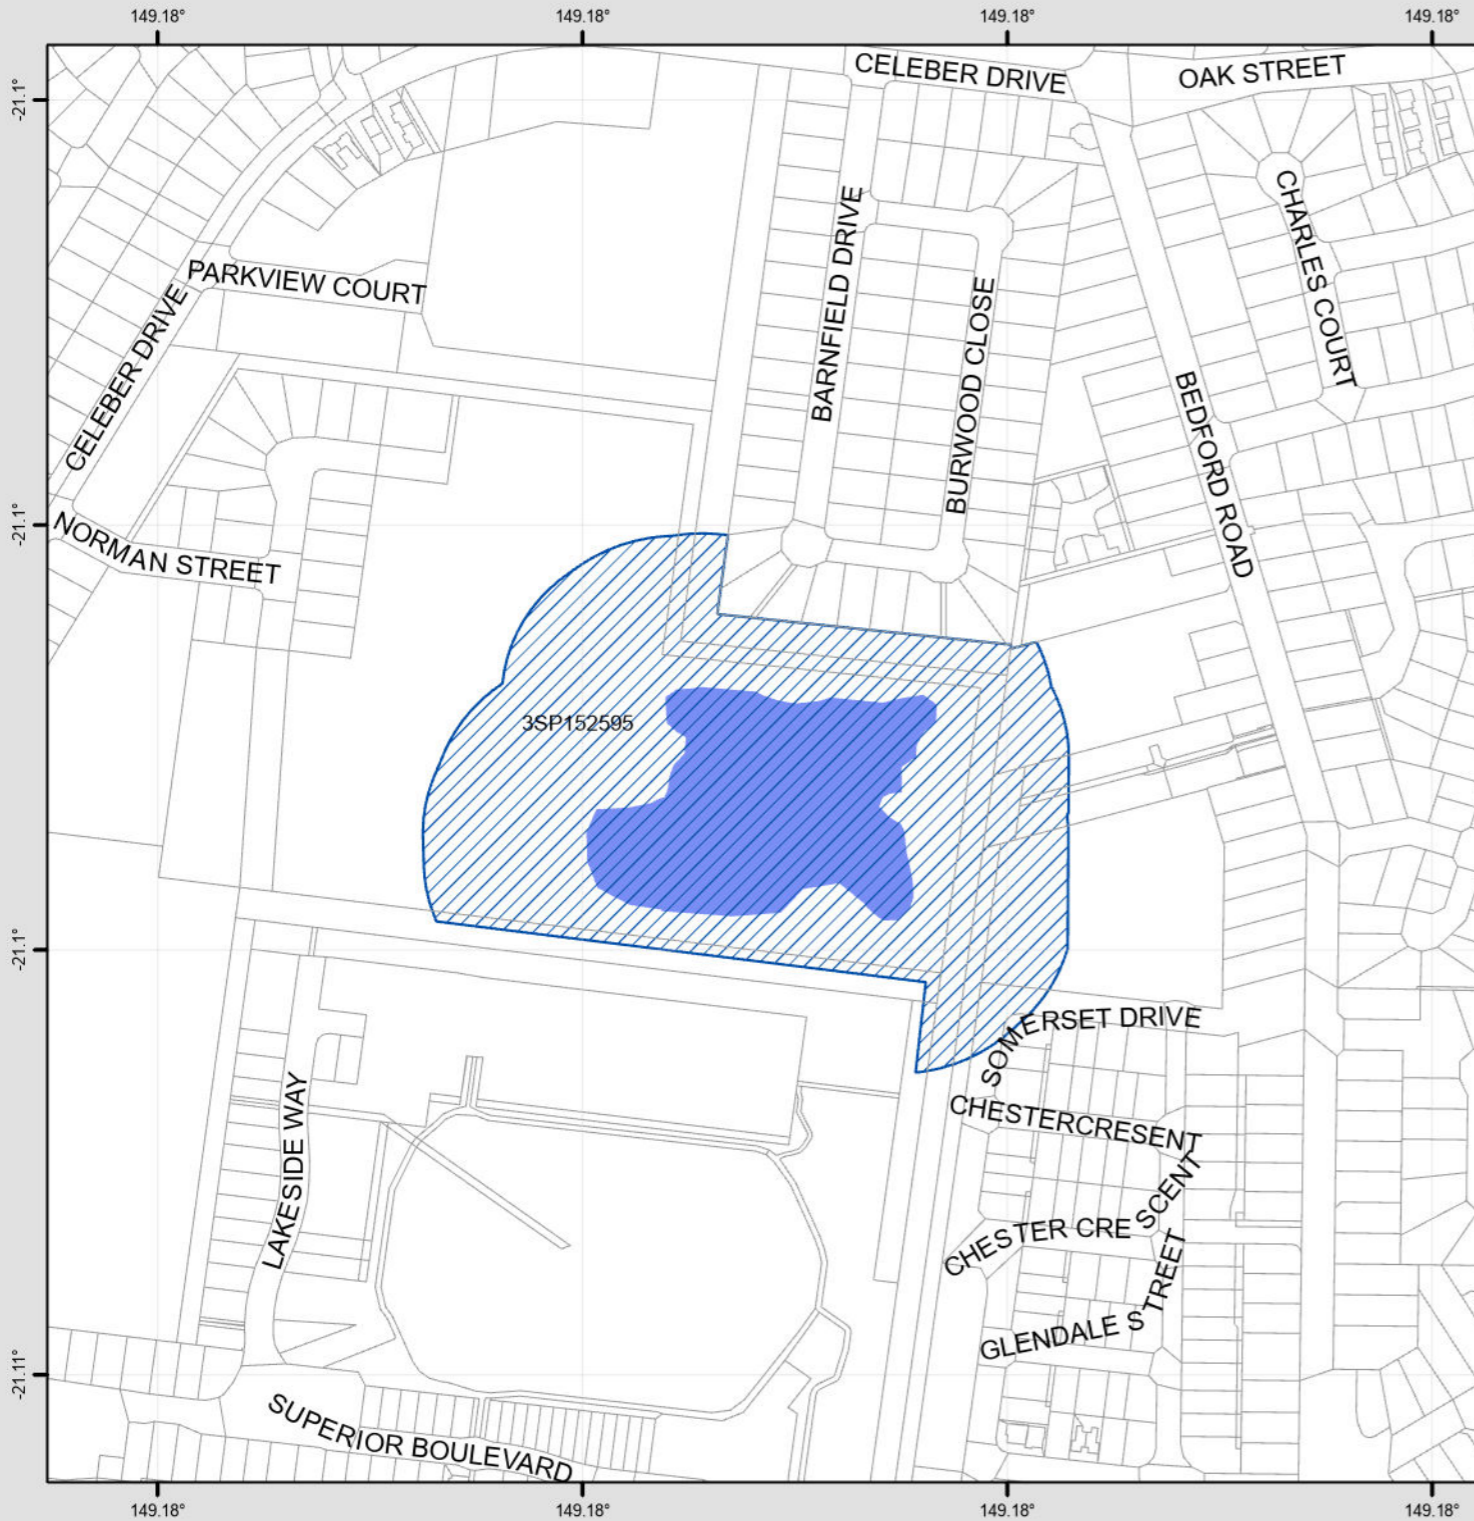 149.18° 149.18° 149.18° 149.18°
CELEBER DRIVE
OAK STREET
-21.1°
CHARLES COURT
BARNFIELD DRIVE
PARKVIEW COURT
BURWOOD CLOSE
CELEBER DRIVE
BEDFORD ROAD
-21.1°
NORMAN STREET
3SP152595
-21.1°
SOMERSET DRIVE
CHESTERCRESENT
LAKESIDE WAY
CHESTER CRE SCENT
GLENDALE STREET
-21.11°
SUPERIOR BOULEVARD
149.18° 149.18° 149.18° 149.18°